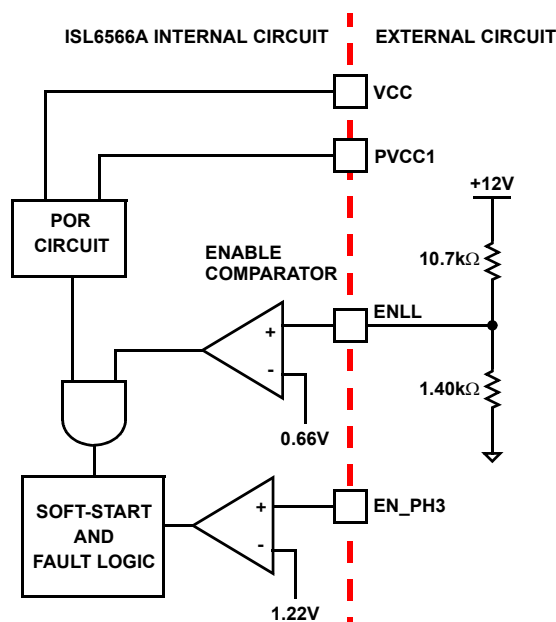 ISL6566A INTERNAL CIRCUIT
EXTERNAL CIRCUIT
VCC
PVCC1
+12V
POR
CIRCUIT
10.7kΩ
ENABLE
COMPARATOR
ENLL
+
-
1.40kΩ
0.66V
SOFT-START
AND
FAULT LOGIC
+
-
EN_PH3
1.22V